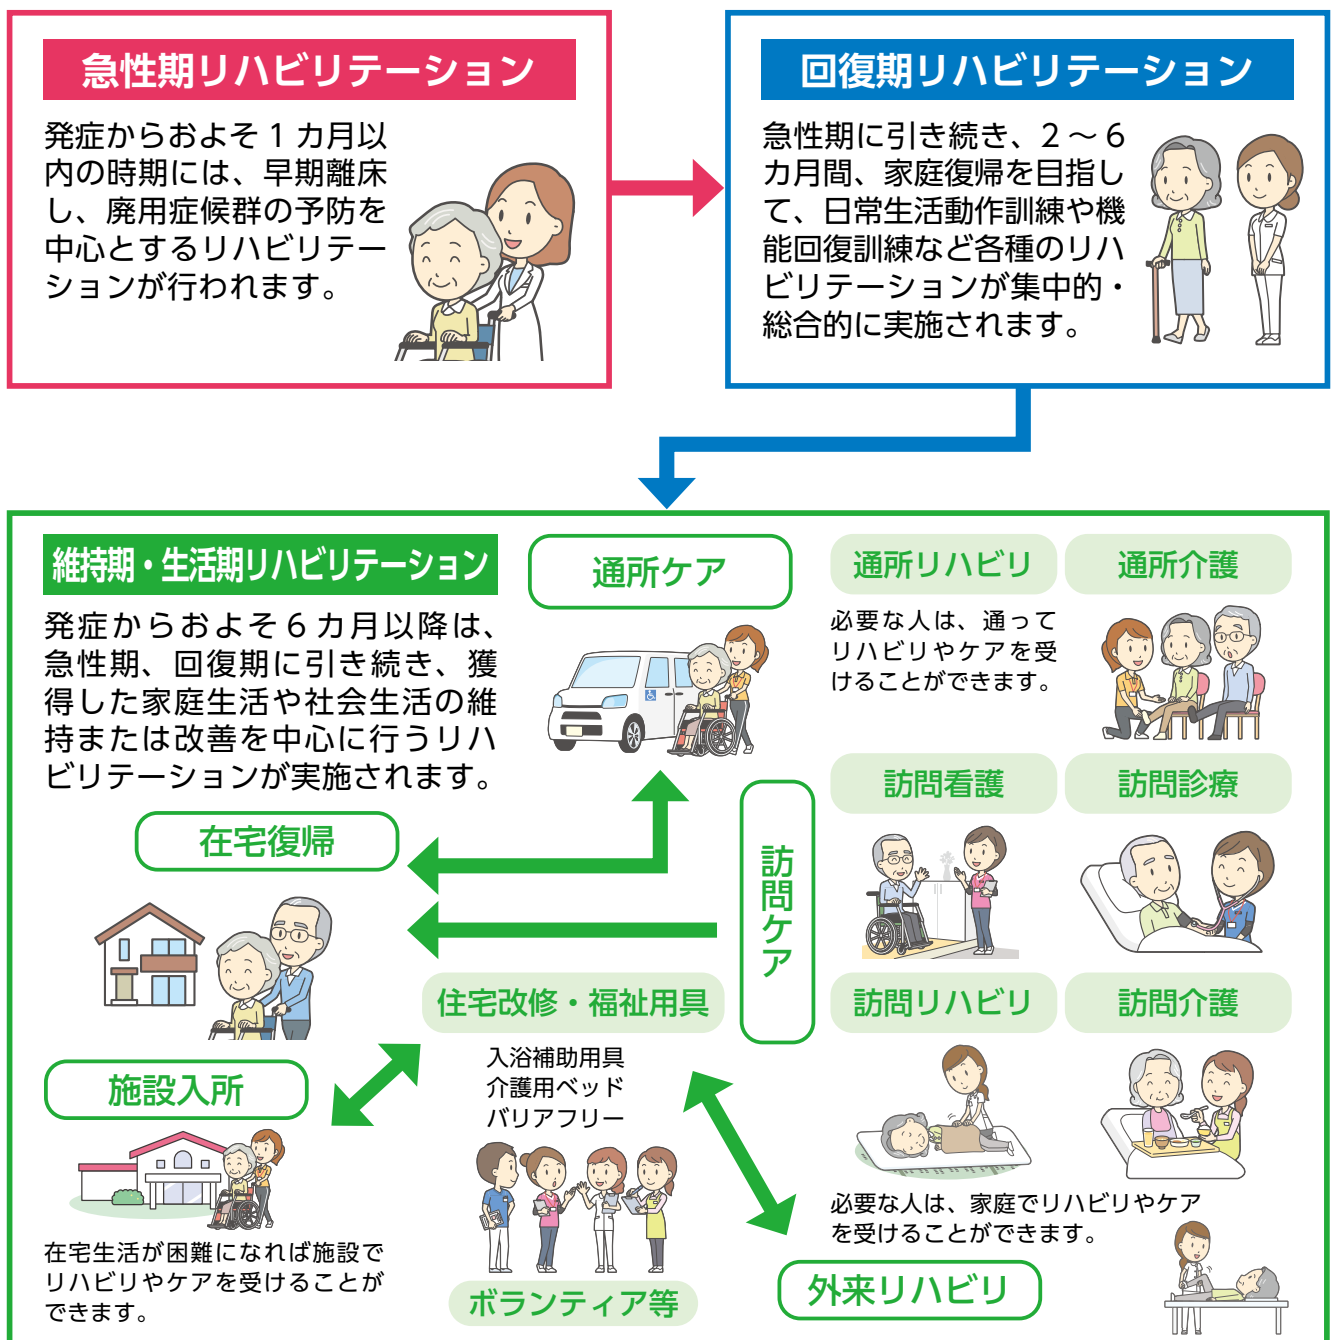 急性期リハビリテーション
発症からおよそ1カ月以
内の時期には、早期離床
し、廃用症候群の予防を
中心とするリハビリテー
ションが行われます。
回復期リハビリテーション
急性期に引き続き、2~6
カ月間、家庭復帰を目指し
て、日常生活動作訓練や機
能回復訓練など各種のリハ
ビリテーションが集中的・
総合的に実施されます。
維持期・生活期リハビリテーション
発症からおよそ6カ月以降は、
急性期、回復期に引き続き、獲
得した家庭生活や社会生活の維
持または改善を中心に行うリハ
ビリテーションが実施されます。
通所ケア
通所リハビリ
通所介護
必要な人は、通って
リハビリやケアを受
けることができます。
訪問ケア
訪問看護
訪問診療
訪問リハビリ
訪問介護
必要な人は、家庭でリハビリやケア
を受けることができます。
在宅復帰
住宅改修・福祉用具
入浴補助用具
介護用ベッド
バリアフリー
ボランティア等
施設入所
在宅生活が困難になれば施設で
リハビリやケアを受けることが
できます。
外来リハビリ